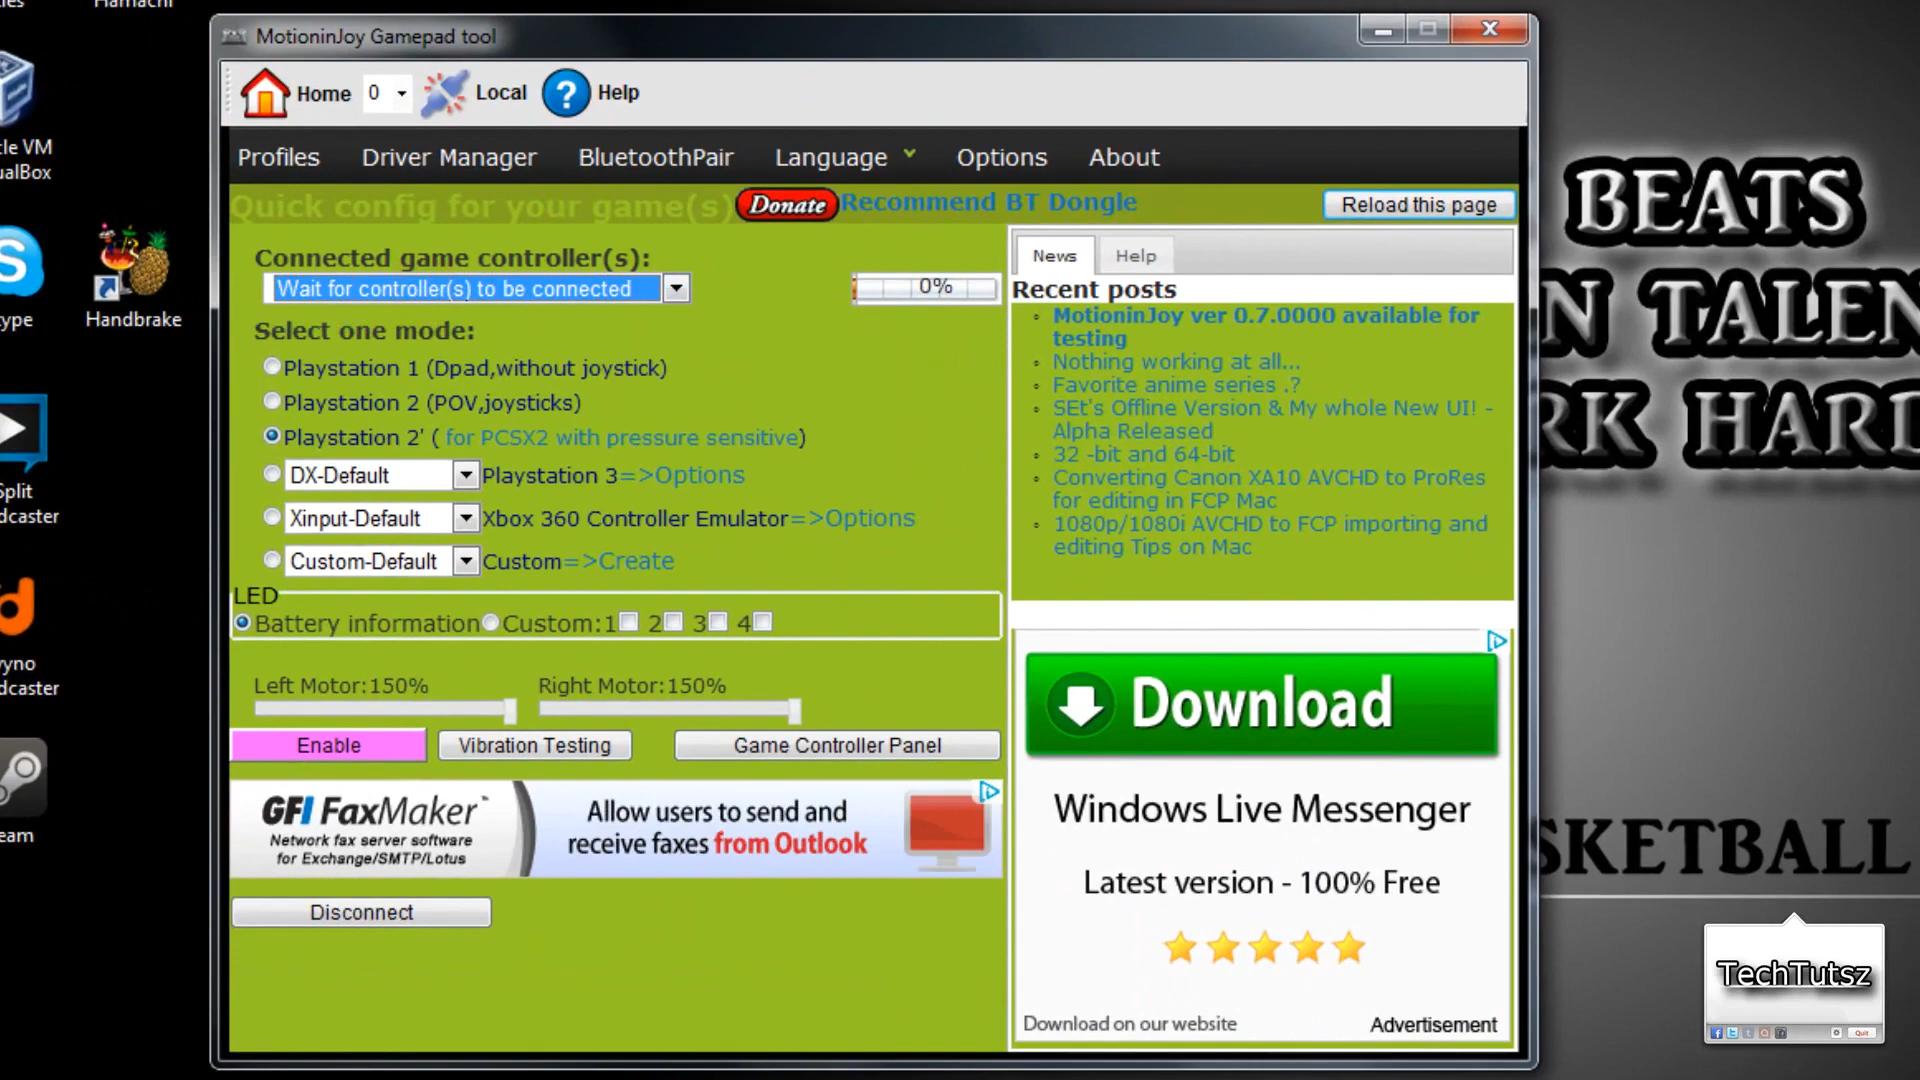 Hamachi
MotioninJoy Gamepad tool
Home 0 Local Help
Profiles Driver Manager BluetoothPair Language Options About
Quick config for your game(s) Donate Recommend BT Dongle Reload this page
Connected game controller(s):
Wait for controller(s) to be connected 0%
Select one mode:
Playstation 1 (Dpad,without joystick)
Playstation 2 (POV,joysticks)
Playstation 2' ( for PCSX2 with pressure sensitive)
DX-Default Playstation 3=>Options
Xinput-Default Xbox 360 Controller Emulator=>Options
Custom-Default Custom=>Create
LED
Battery information Custom:1 2 3 4
Left Motor:150% Right Motor:150%
Enable Vibration Testing Game Controller Panel
GFI FaxMaker™
Network fax server software
for Exchange/SMTP/Lotus
Allow users to send and
receive faxes from Outlook
Disconnect
News Help
Recent posts
MotioninJoy ver 0.7.0000 available for
testing
Nothing working at all...
Favorite anime series .?
SEt's Offline Version & My whole New UI! -
Alpha Released
32 -bit and 64-bit
Converting Canon XA10 AVCHD to ProRes
for editing in FCP Mac
1080p/1080i AVCHD to FCP importing and
editing Tips on Mac
Download
Windows Live Messenger
Latest version - 100% Free
Download on our website Advertisement
cle VM
ualBox
ype
Handbrake
Split
dcaster
yno
dcaster
eam
BEATS
N TALEN
RK HARD
SKETBALL
TechTutsz
Quit